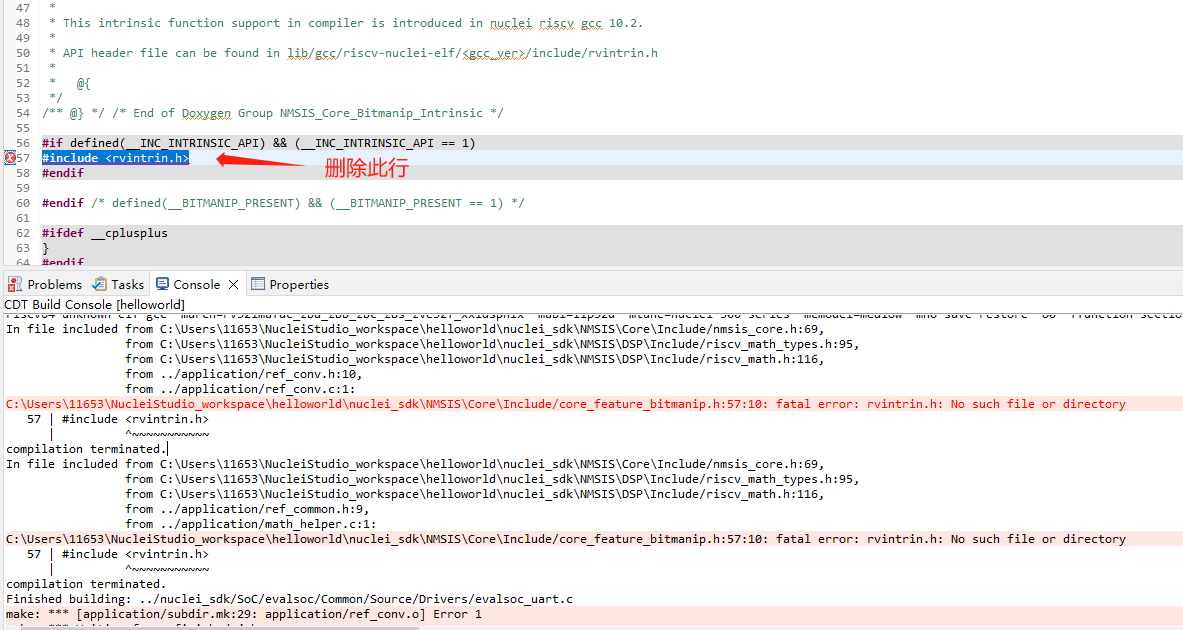 47 *
48 * This intrinsic function support in compiler is introduced in nuclei riscv gcc 10.2.
49 *
50 * API header file can be found in lib/gcc/riscv-nuclei-elf/<gcc_ver>/include/rvintrin.h
51 *
52 *   @{
53 */
54 /** @} */ /* End of Doxygen Group NMSIS_Core_Bitmanip_Intrinsic */
55
56 #if defined(__INC_INTRINSIC_API) && (__INC_INTRINSIC_API == 1)
57 #include <rvintrin.h>
删除此行
58 #endif
59
60 #endif /* defined(__BITMANIP_PRESENT) && (__BITMANIP_PRESENT == 1) */
61
62 #ifdef __cplusplus
63 }
64 #endif
Problems Tasks Console Properties
CDT Build Console [helloworld]
In file included from C:\Users\11653\NucleiStudio_workspace\helloworld\nuclei_sdk\NMSIS\Core\Include/nmsis_core.h:69,
from C:\Users\11653\NucleiStudio_workspace\helloworld\nuclei_sdk\NMSIS\DSP\Include/riscv_math_types.h:95,
from C:\Users\11653\NucleiStudio_workspace\helloworld\nuclei_sdk\NMSIS\DSP\Include/riscv_math.h:116,
from ../application/ref_conv.h:10,
from ../application/ref_conv.c:1:
C:\Users\11653\NucleiStudio_workspace\helloworld\nuclei_sdk\NMSIS\Core\Include/core_feature_bitmanip.h:57:10: fatal error: rvintrin.h: No such file or directory
57 | #include <rvintrin.h>
| ^~~~~~~~~~~~
compilation terminated.
In file included from C:\Users\11653\NucleiStudio_workspace\helloworld\nuclei_sdk\NMSIS\Core\Include/nmsis_core.h:69,
from C:\Users\11653\NucleiStudio_workspace\helloworld\nuclei_sdk\NMSIS\DSP\Include/riscv_math_types.h:95,
from C:\Users\11653\NucleiStudio_workspace\helloworld\nuclei_sdk\NMSIS\DSP\Include/riscv_math.h:116,
from ../application/ref_common.h:9,
from ../application/math_helper.c:1:
C:\Users\11653\NucleiStudio_workspace\helloworld\nuclei_sdk\NMSIS\Core\Include/core_feature_bitmanip.h:57:10: fatal error: rvintrin.h: No such file or directory
57 | #include <rvintrin.h>
| ^~~~~~~~~~~~
compilation terminated.
Finished building: ../nuclei_sdk/SoC/evalsoc/Common/Source/Drivers/evalsoc_uart.c
make: *** [application/subdir.mk:29: application/ref_conv.o] Error 1